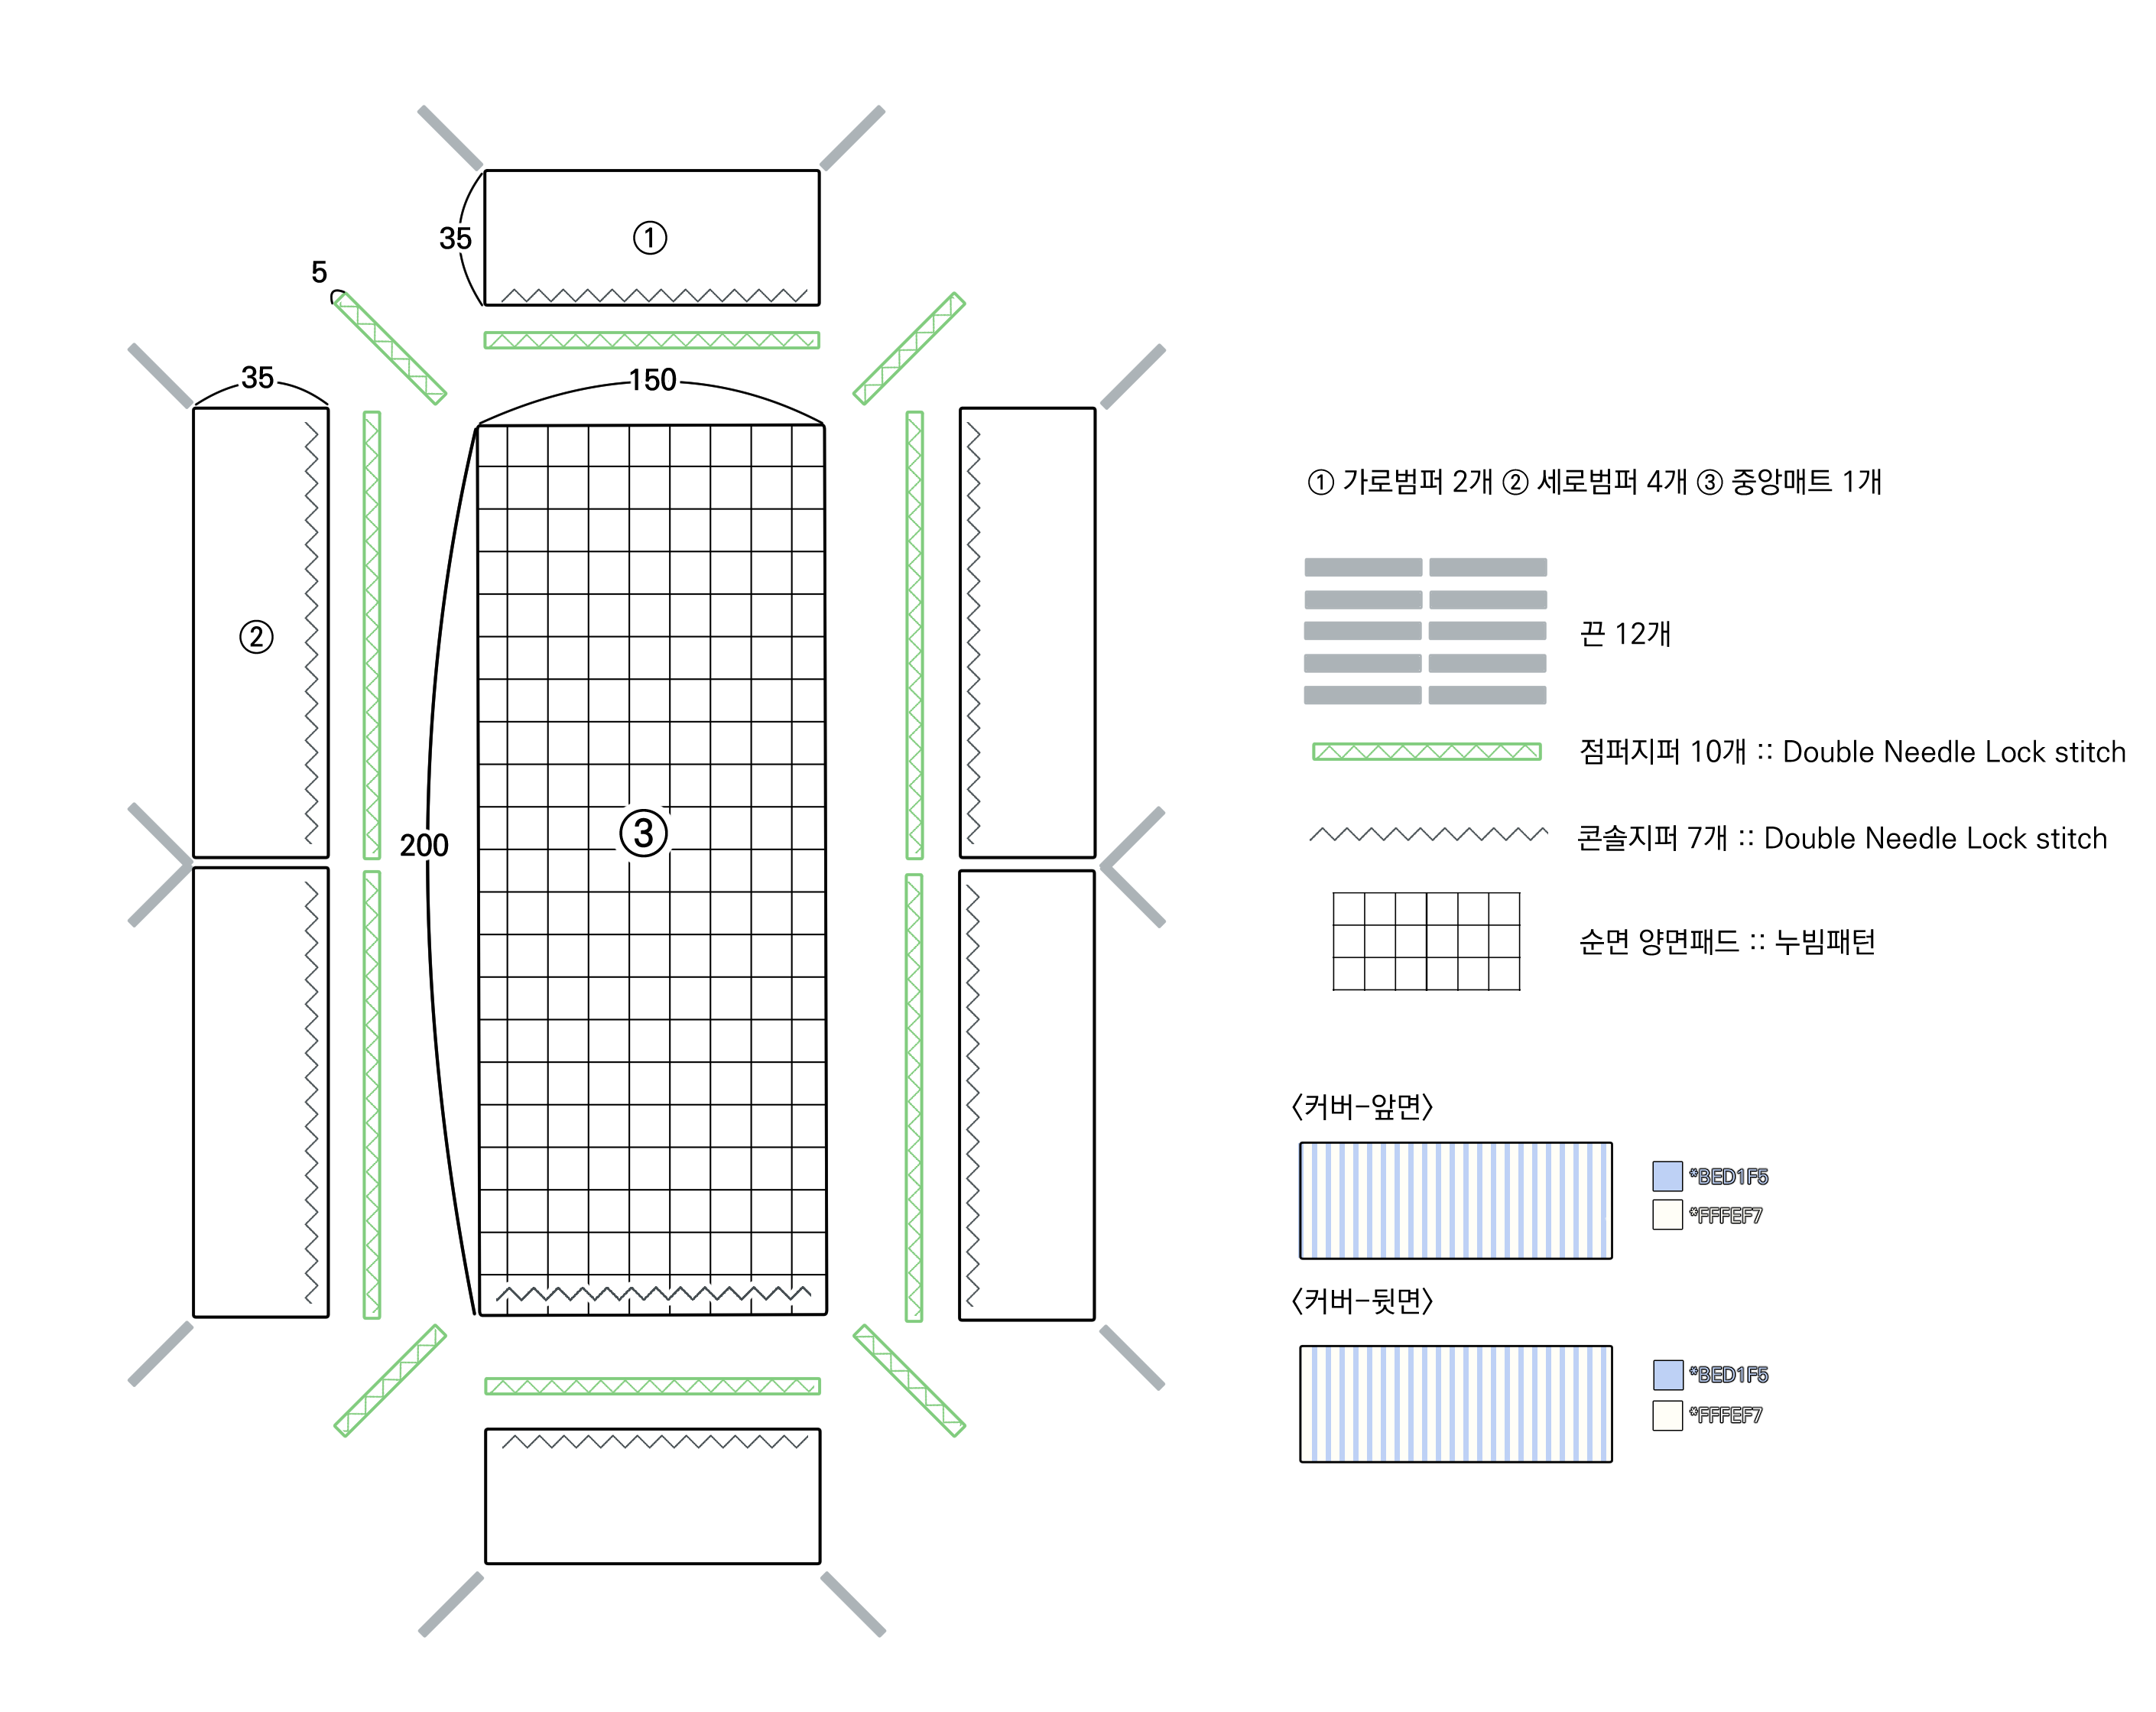 ①
35
5
35
150
②
200
③
① 가로범퍼 2개 ② 세로범퍼 4개 ③ 중앙매트 1개
끈 12개
점퍼지퍼 10개 :: Double Needle Lock stitch
콘솔지퍼 7개 :: Double Needle Lock stitch
순면 양면패드 :: 누빔패턴
〈커버-앞면〉
*BED1F5
*FFFEF7
〈커버-뒷면〉
*BED1F5
*FFFEF7